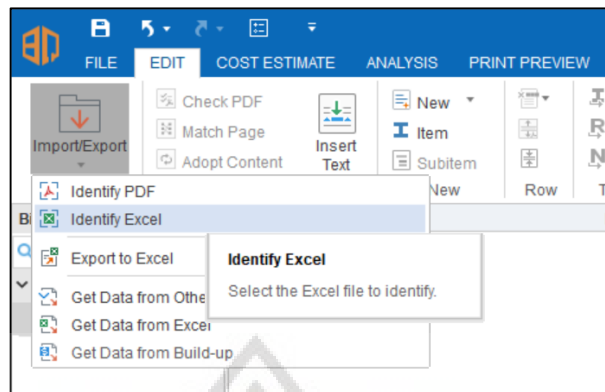 FILE EDIT COST ESTIMATE ANALYSIS PRINT PREVIEW
Import/Export
Check PDF
Match Page
Adopt Content
Insert
Text
New
Item
Subitem
New
Row
Identify PDF
Identify Excel
Export to Excel
Get Data from Othe
Get Data from Excel
Get Data from Build-up
Identify Excel
Select the Excel file to identify.